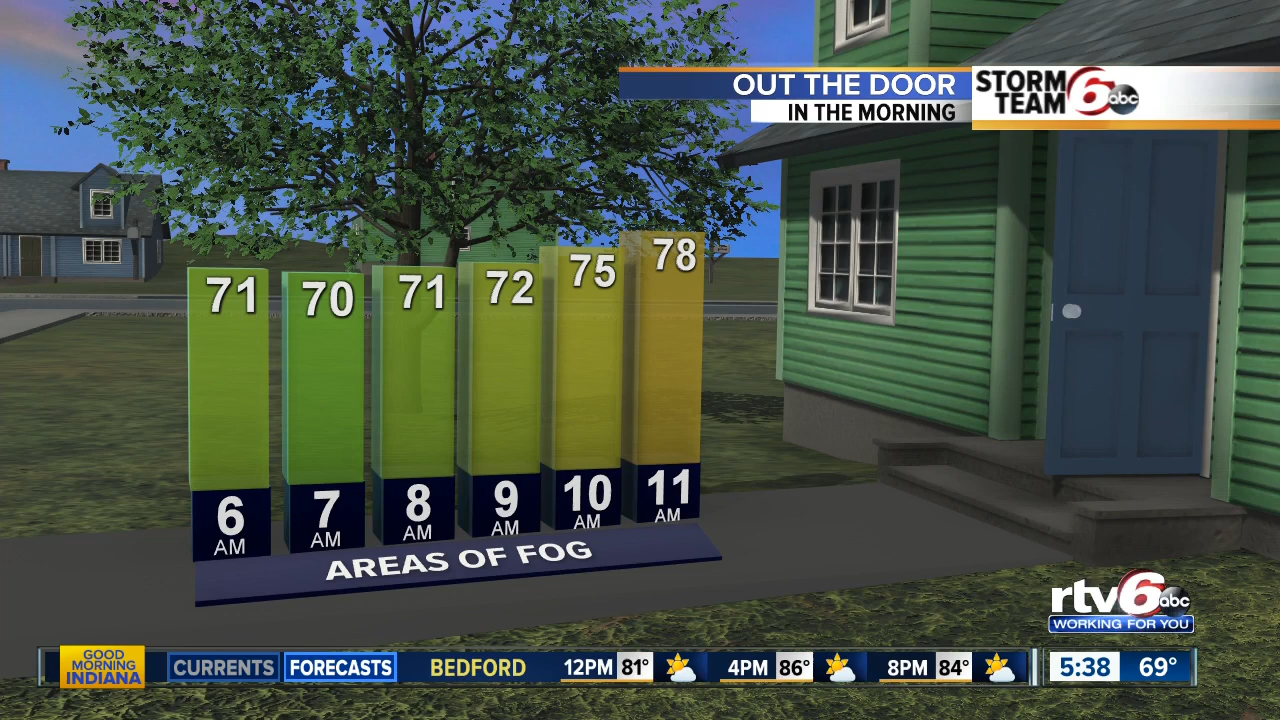 OUT THE DOOR
IN THE MORNING
STORM
TEAM 6 abc
71 70 71 72 75 78
6 AM 7 AM 8 AM 9 AM 10 AM 11 AM
AREAS OF FOG
rtv6 abc
WORKING FOR YOU
GOOD
MORNING
INDIANA
CURRENTS FORECASTS BEDFORD 12PM 81° 4PM 86° 8PM 84° 5:38 69°